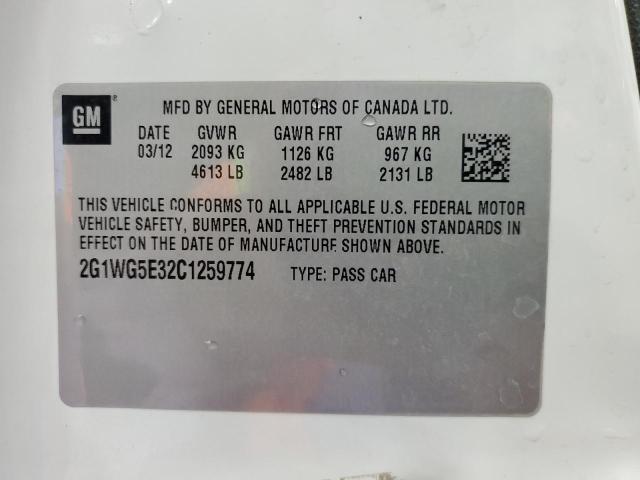 GM®
MFD BY GENERAL MOTORS OF CANADA LTD.
DATE GVWR GAWR FRT GAWR RR
03/12 2093 KG 1126 KG 967 KG
4613 LB 2482 LB 2131 LB
THIS VEHICLE CONFORMS TO ALL APPLICABLE U.S. FEDERAL MOTOR
VEHICLE SAFETY, BUMPER, AND THEFT PREVENTION STANDARDS IN
EFFECT ON THE DATE OF MANUFACTURE SHOWN ABOVE.
2G1WG5E32C1259774 TYPE: PASS CAR